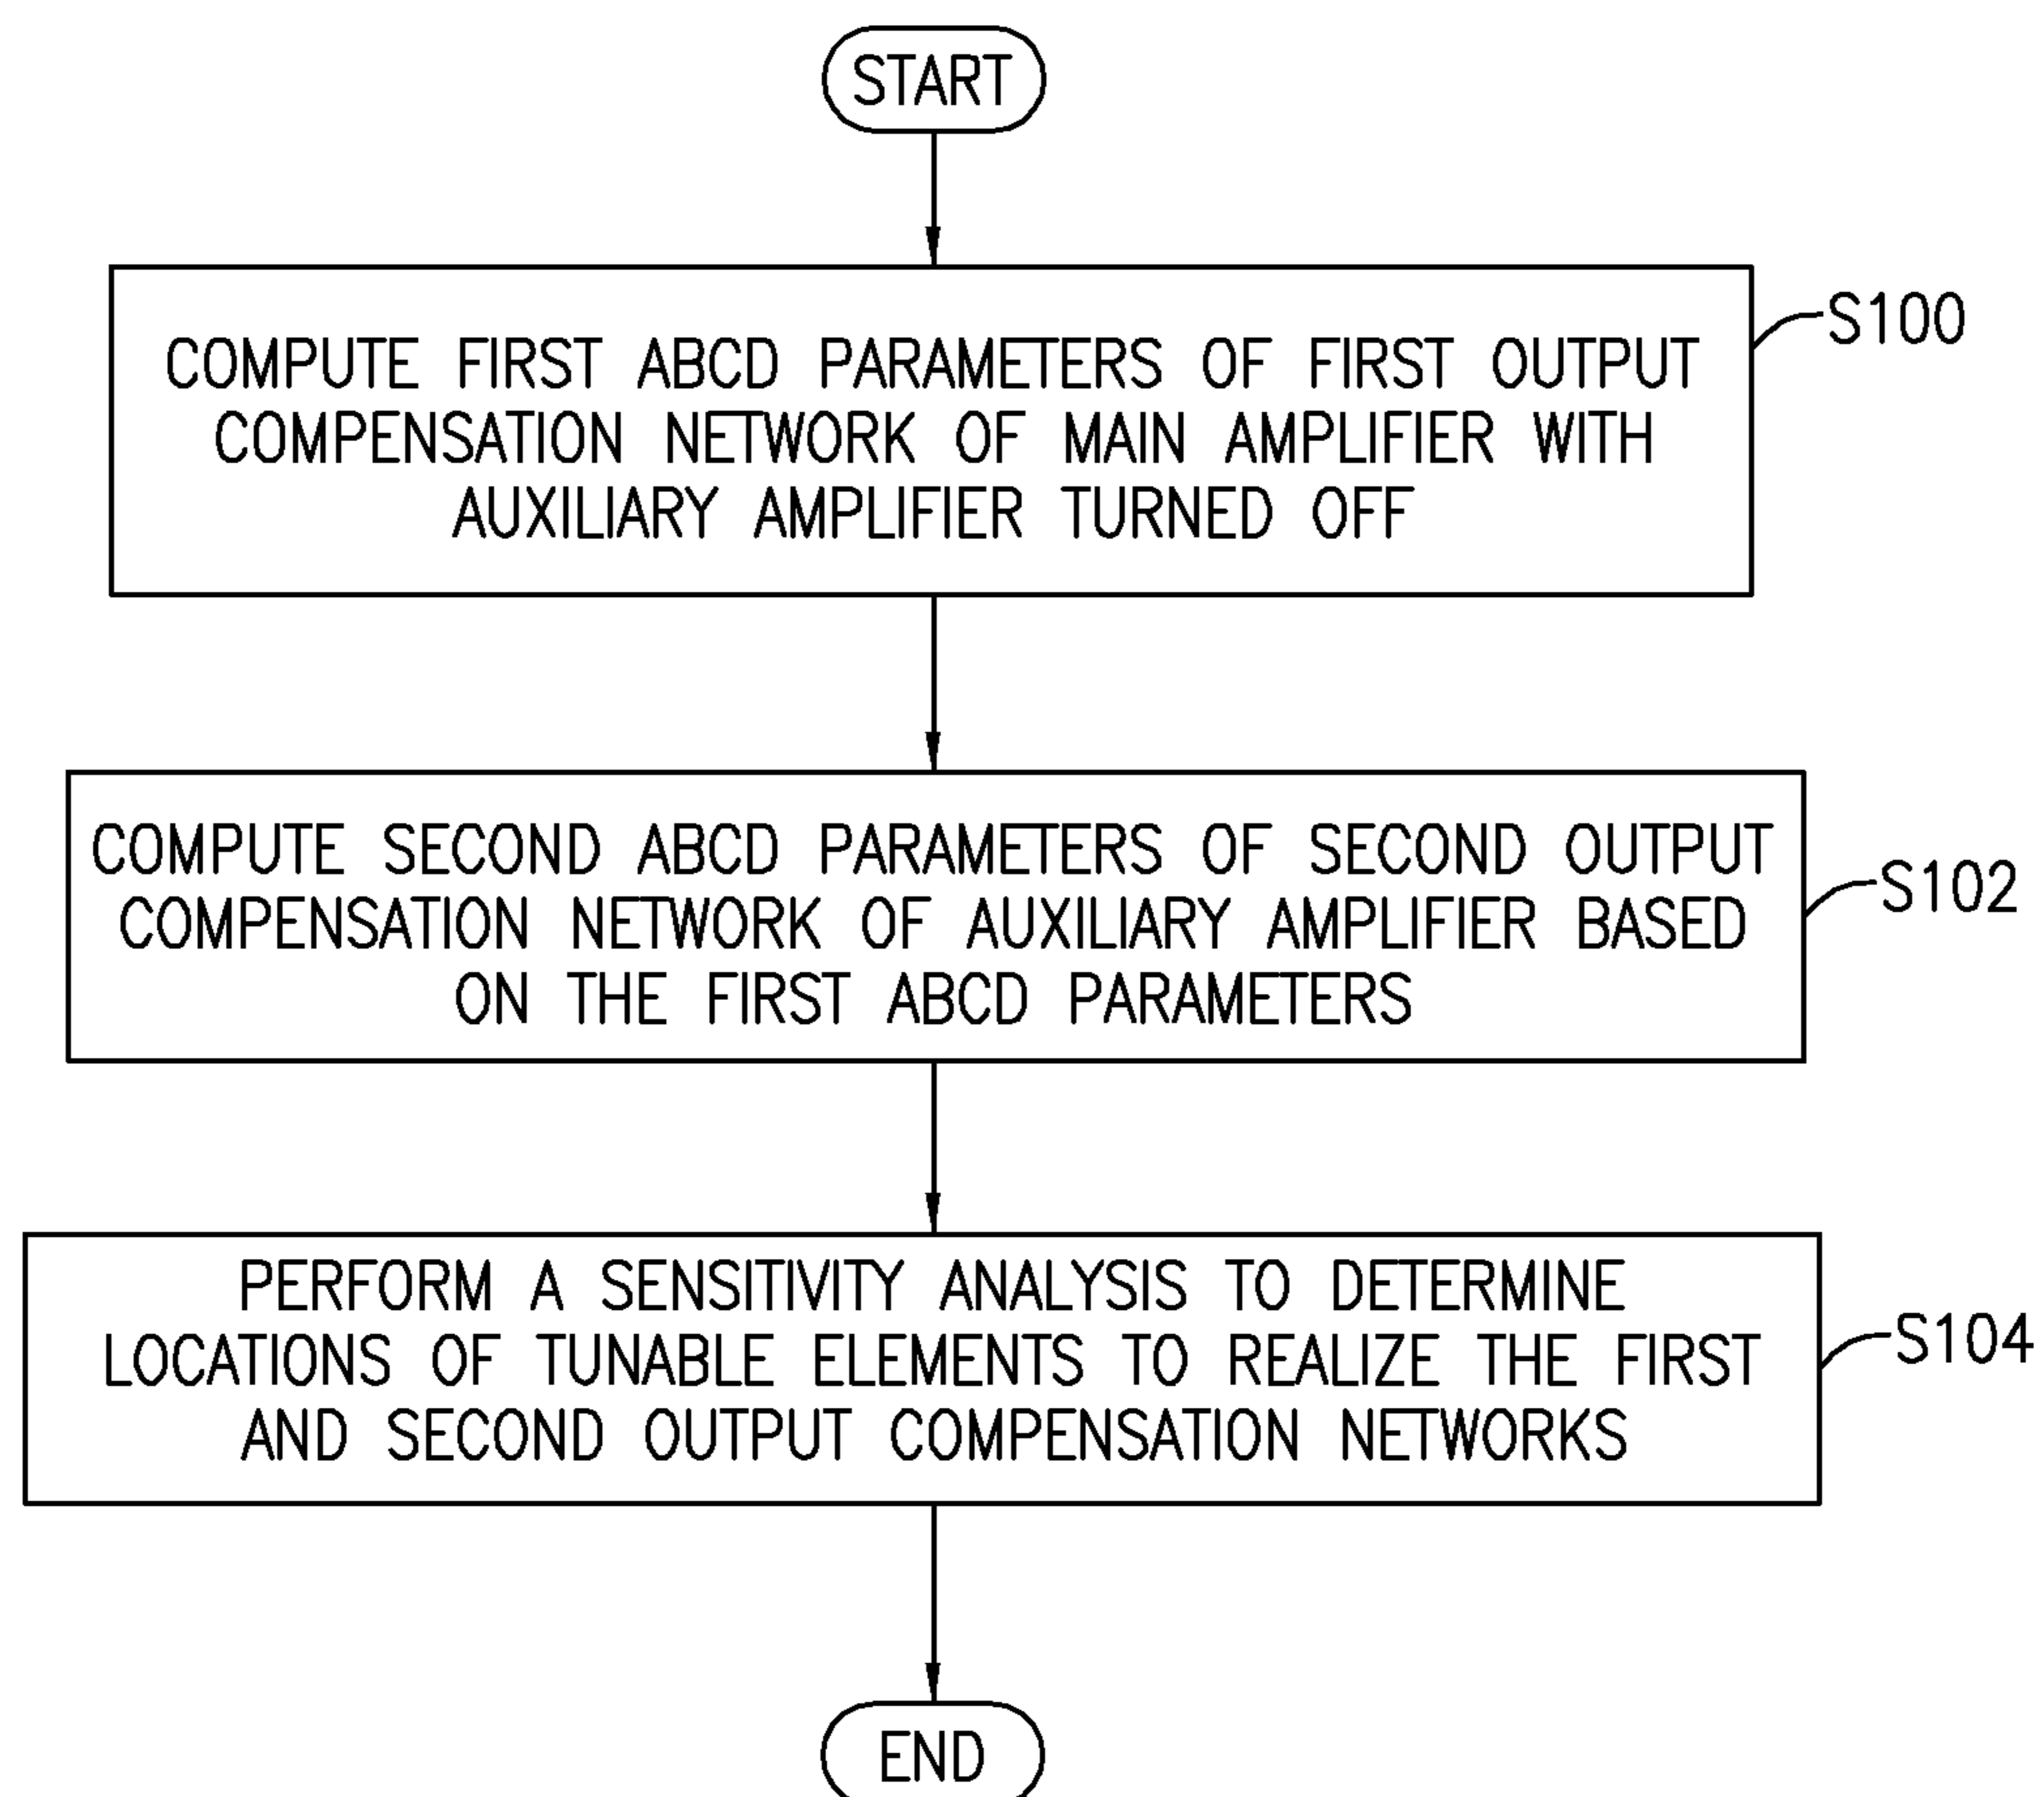 START
COMPUTE FIRST ABCD PARAMETERS OF FIRST OUTPUT
COMPENSATION NETWORK OF MAIN AMPLIFIER WITH
AUXILIARY AMPLIFIER TURNED OFF
S100
COMPUTE SECOND ABCD PARAMETERS OF SECOND OUTPUT
COMPENSATION NETWORK OF AUXILIARY AMPLIFIER BASED
ON THE FIRST ABCD PARAMETERS
S102
PERFORM A SENSITIVITY ANALYSIS TO DETERMINE
LOCATIONS OF TUNABLE ELEMENTS TO REALIZE THE FIRST
AND SECOND OUTPUT COMPENSATION NETWORKS
S104
END